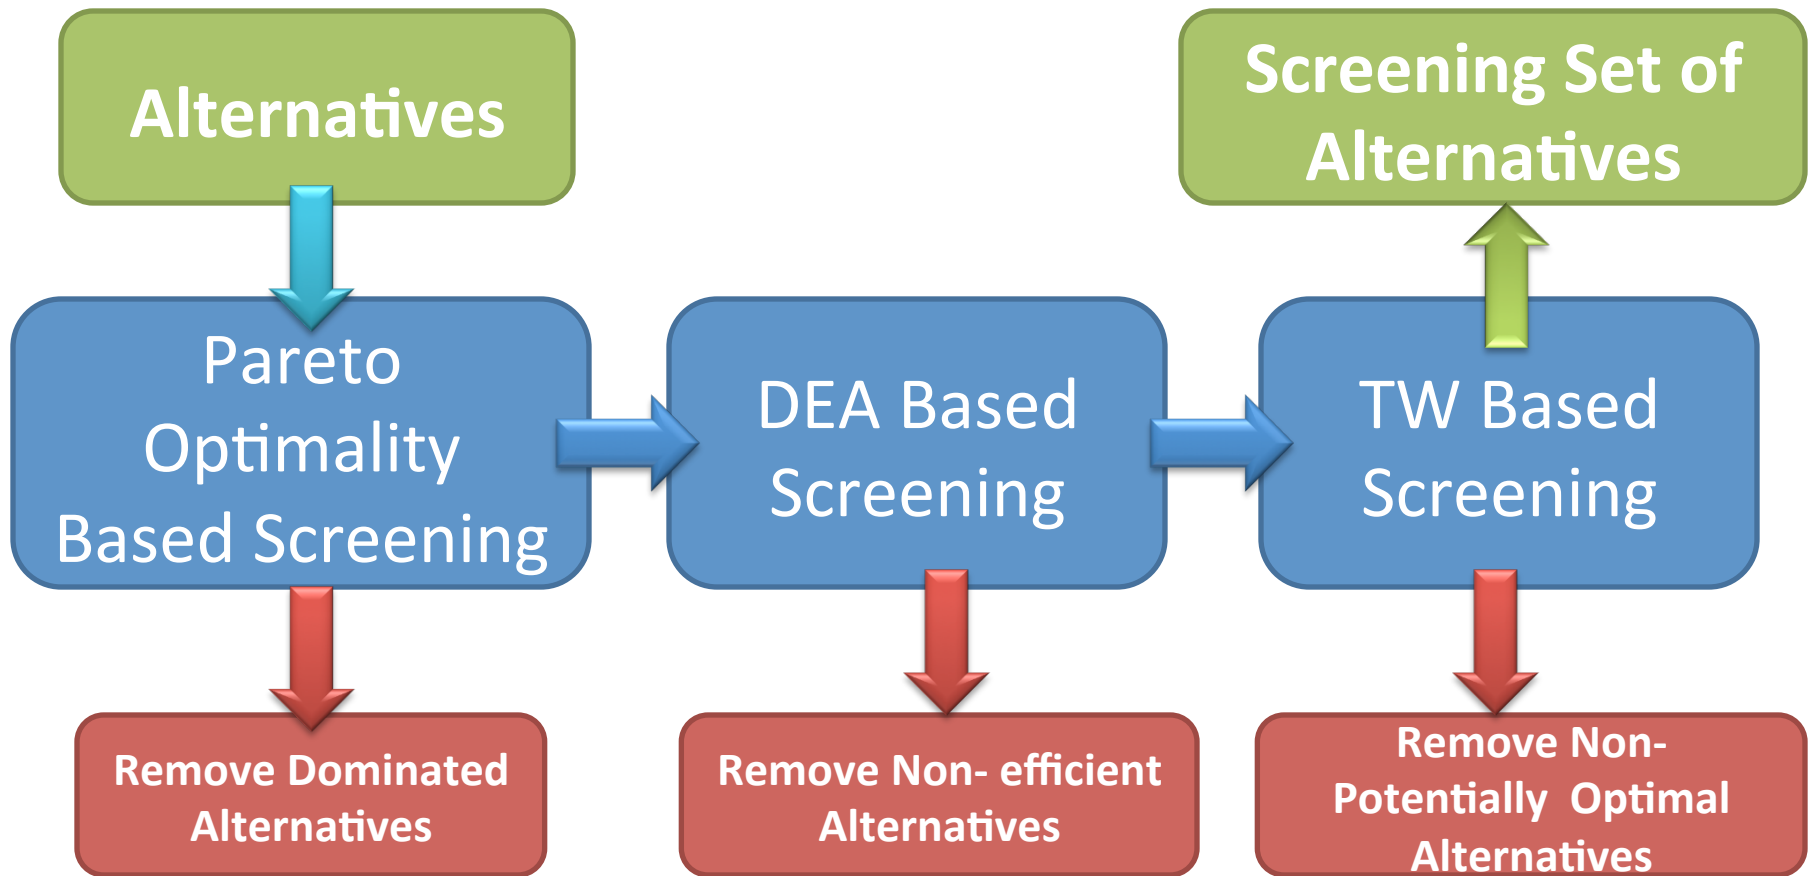 Alternatives
Screening Set of
Alternatives
Pareto
Optimality
Based Screening
DEA Based
Screening
TW Based
Screening
Remove Dominated
Alternatives
Remove Non- efficient
Alternatives
Remove Non-
Potentially  Optimal
Alternatives